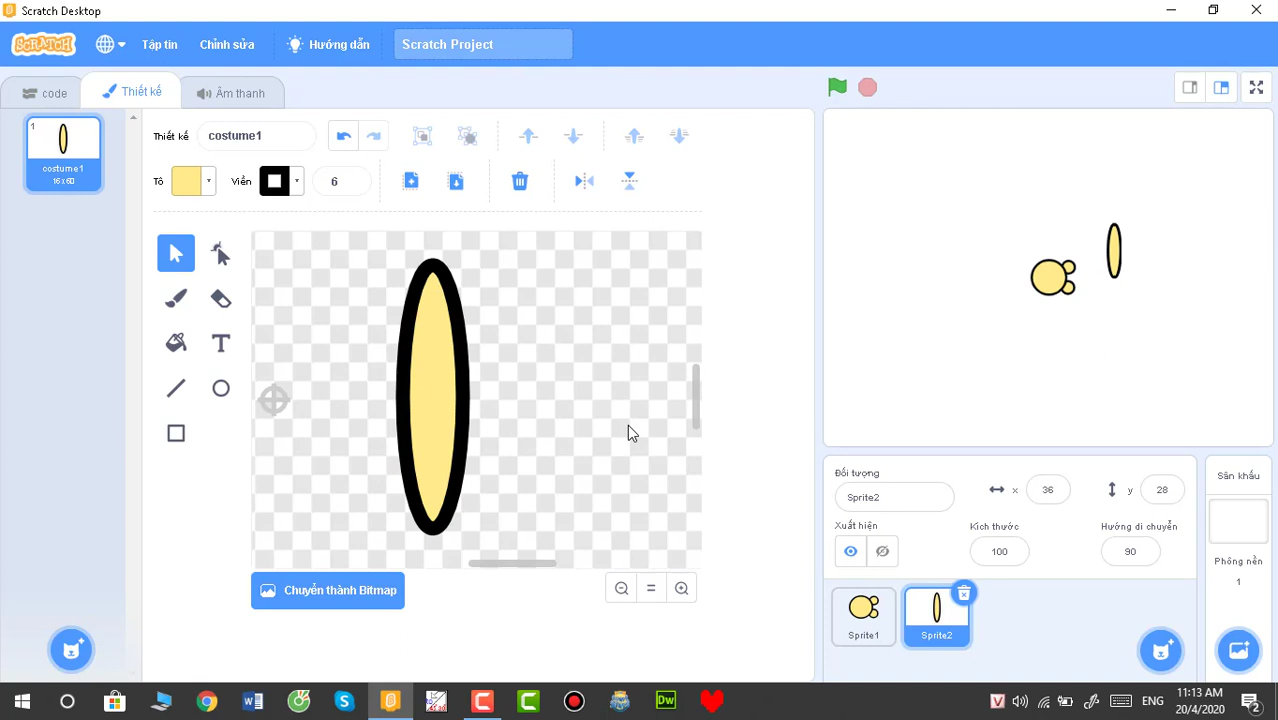 Scratch Desktop
SCRATCH
Tập tin
Chỉnh sửa
Hướng dẫn
Scratch Project
code
Thiết kế
Âm thanh
1
costume1
16x60
Thiết kế
costume1
Tô
Viền
6
Chuyển thành Bitmap
Đối tượng
Sprite2
x
36
y
28
Xuất hiện
Kích thước
100
Hướng di chuyển
90
Sprite1
Sprite2
Sân khấu
Phông nền
1
W
Dw
V
ENG
11:13 AM
20/4/2020
2